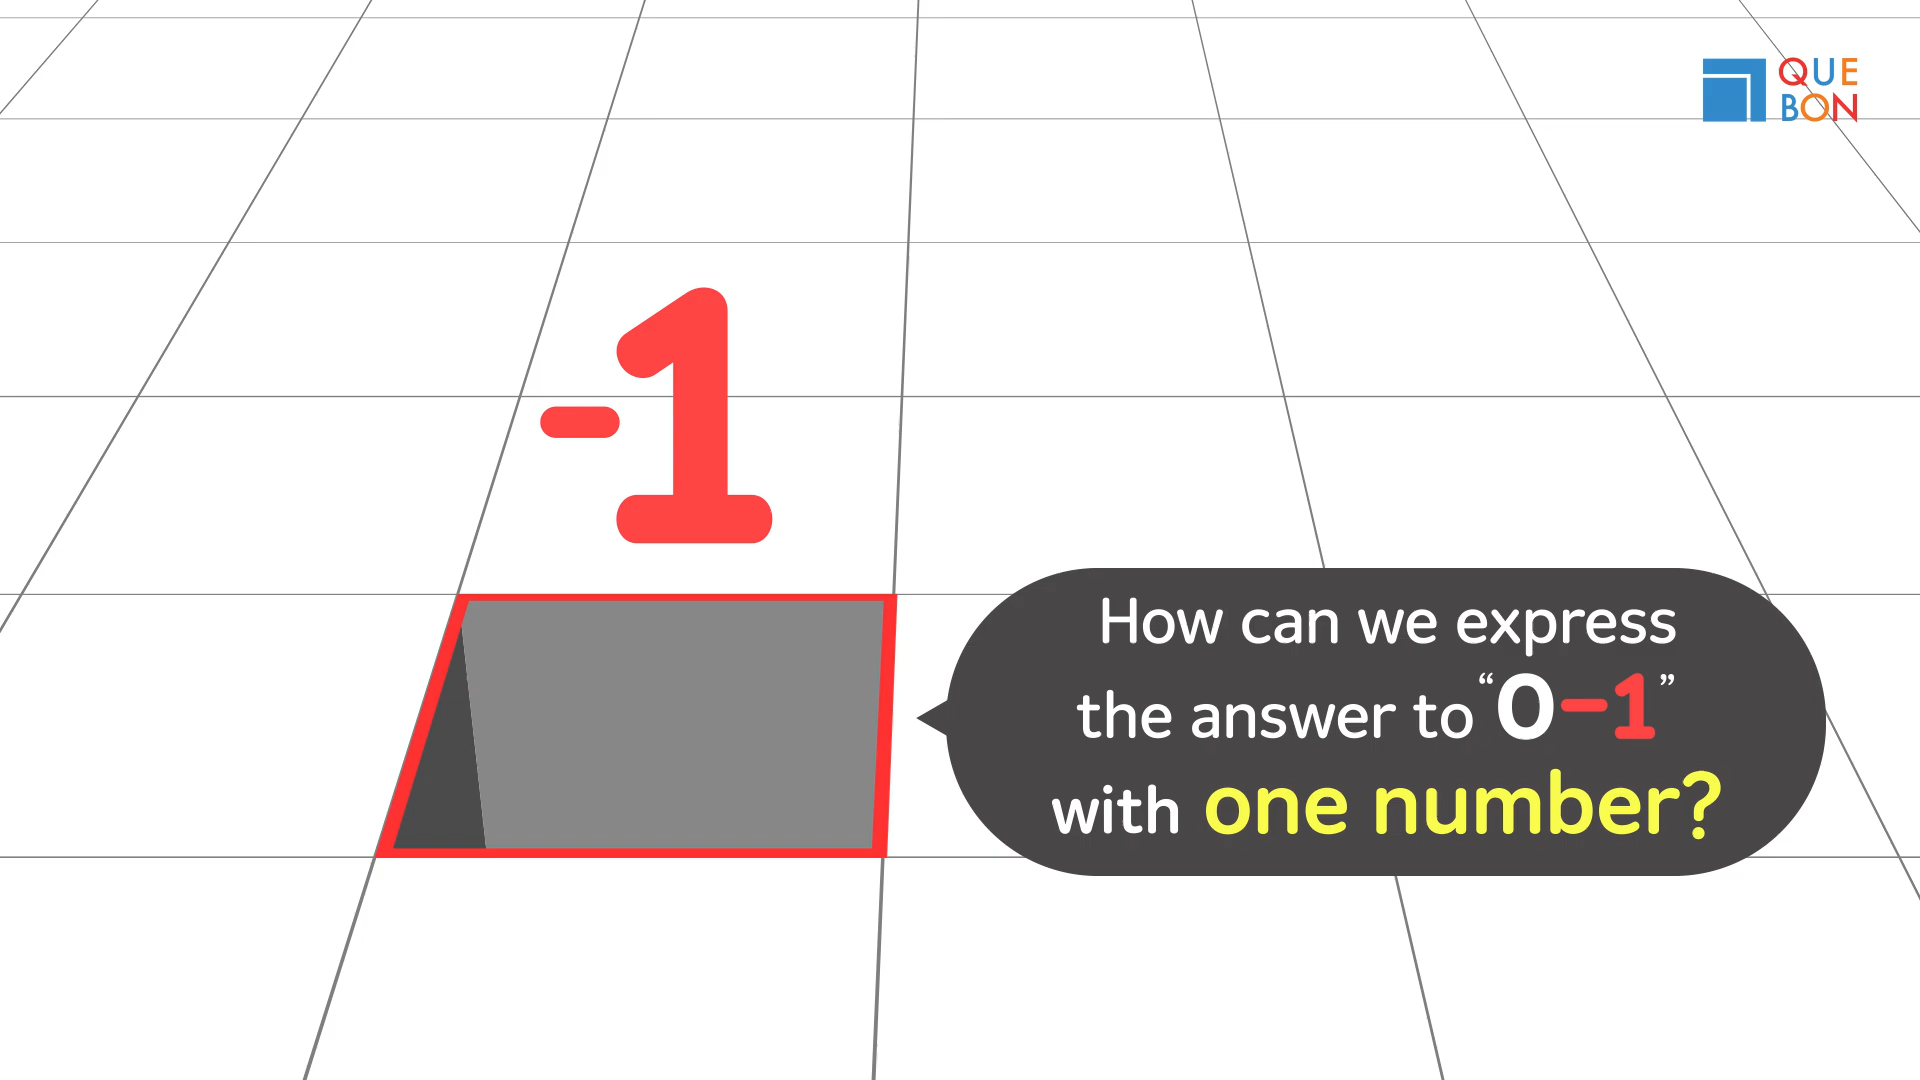 QUE
BON
-1
How can we express
the answer to “0-1”
with one number?